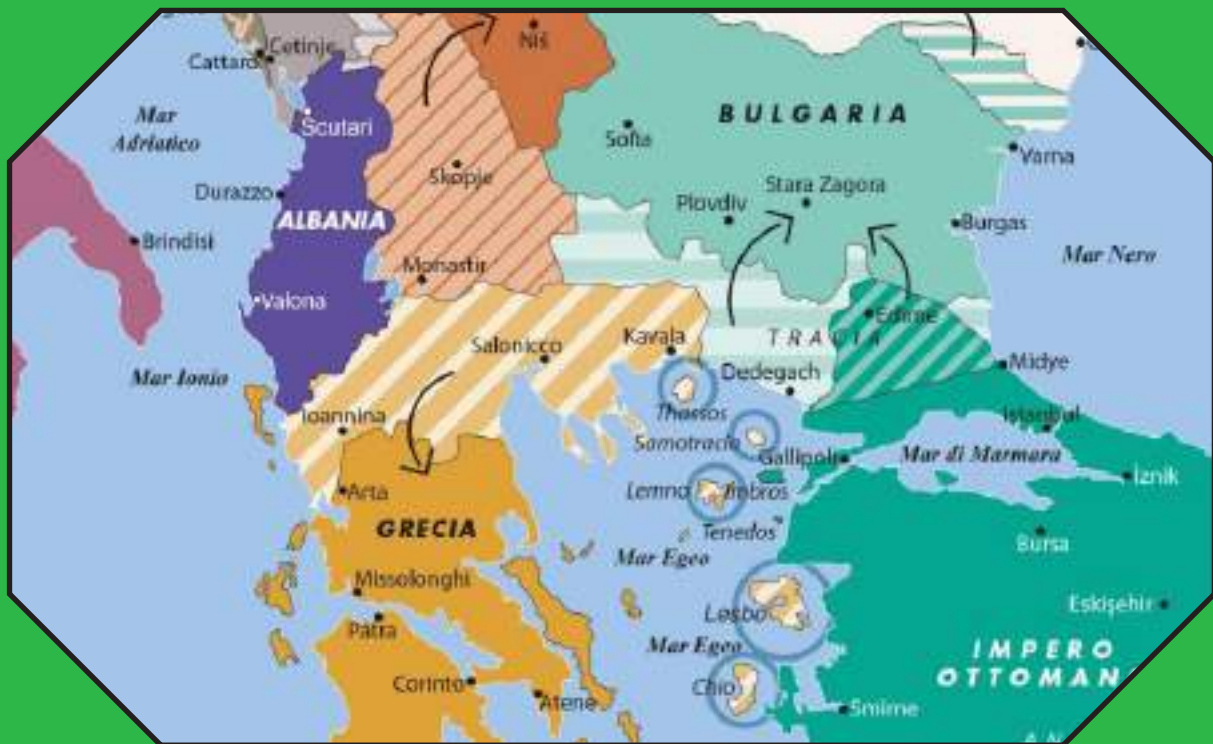 Cetinje
Niš
Cattaro
Mar
Adriatico
Scutari
BULGARIA
Sofia
Varna
Skopje
Stara Zagora
Durazzo
Plovdiv
ALBANIA
Burgas
Brindisi
Mar Nero
Monastir
Valona
Edirne
TRACIA
Kavala
Salonicco
Midye
Mar Ionio
Dedegach
Thassos
Ioannina
Istanbul
Samotracia
Gallipoli
Mar di Marmara
Iznik
Arta
Lemno
Imbros
GRECIA
Tenedos
Bursa
Mar Egeo
Missolonghi
Lesbo
Eskişehir
Patra
Mar Egeo
IMPERO
OTTOMAN
Corinto
Chio
Atene
Smirne